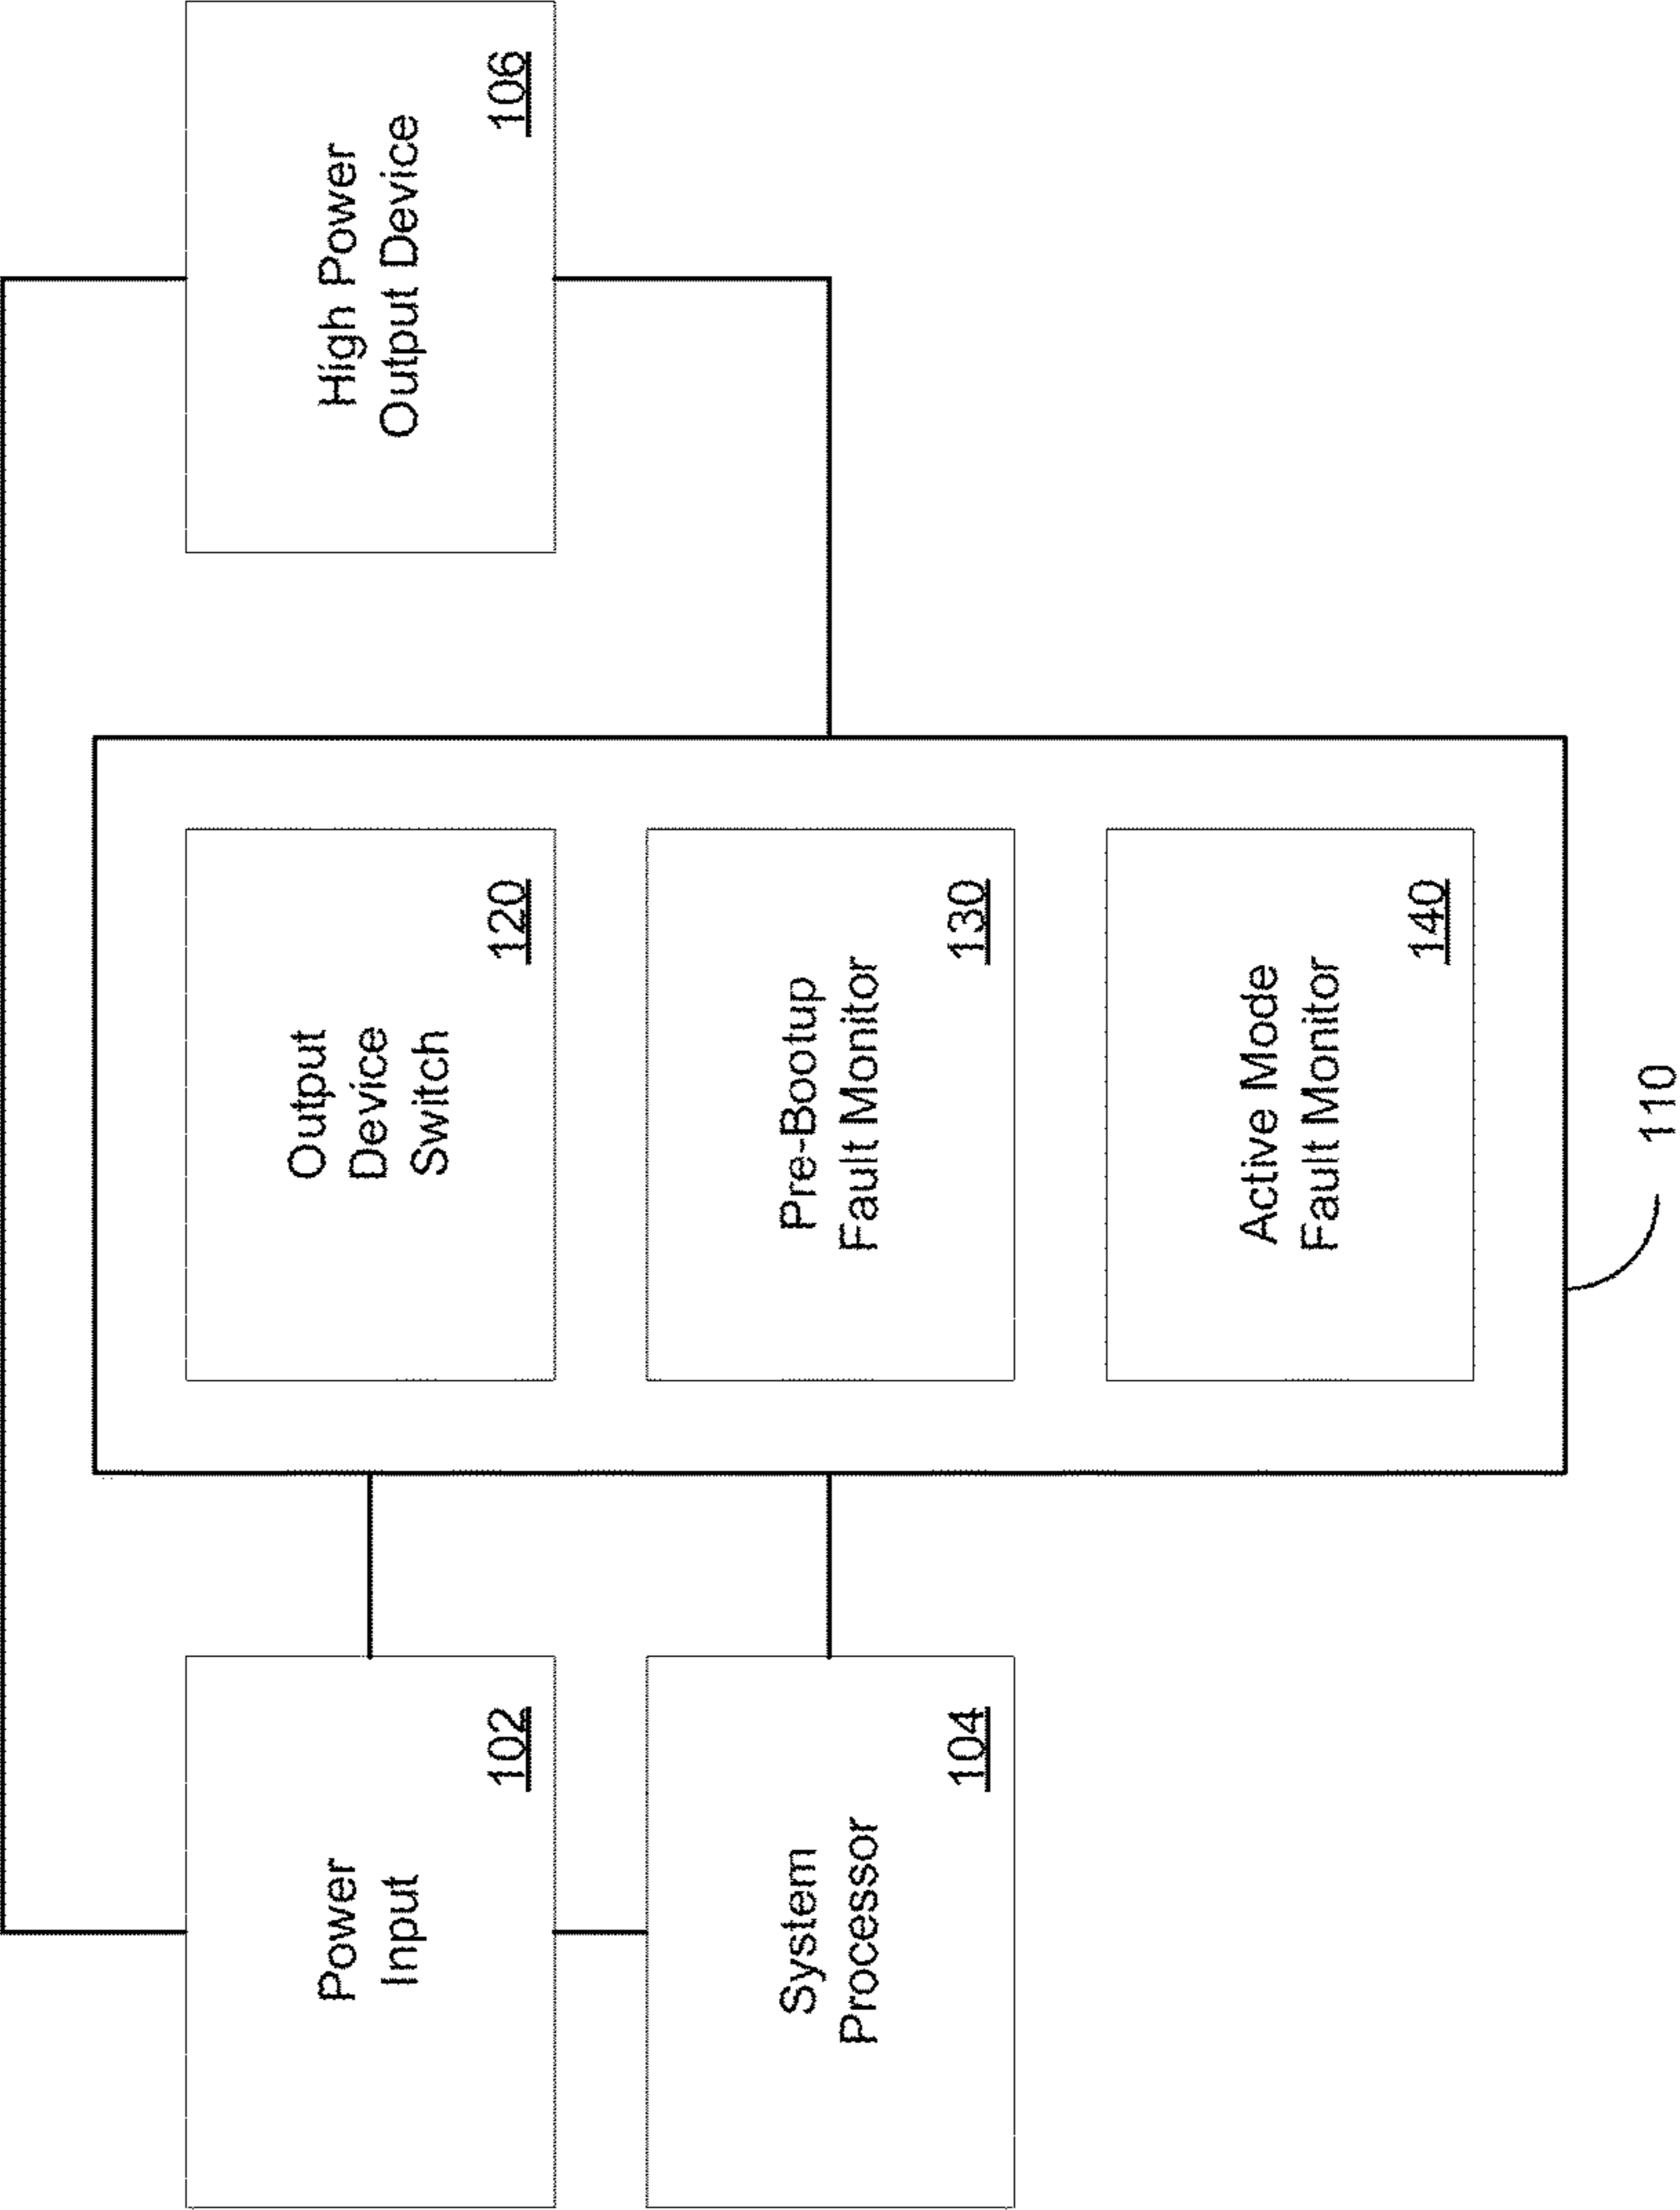 Power
Input
102
System
Processor
104
Output
Device
Switch
120
Pre-Bootup
Fault Monitor
130
Active Mode
Fault Monitor
140
110
High Power
Output Device
106